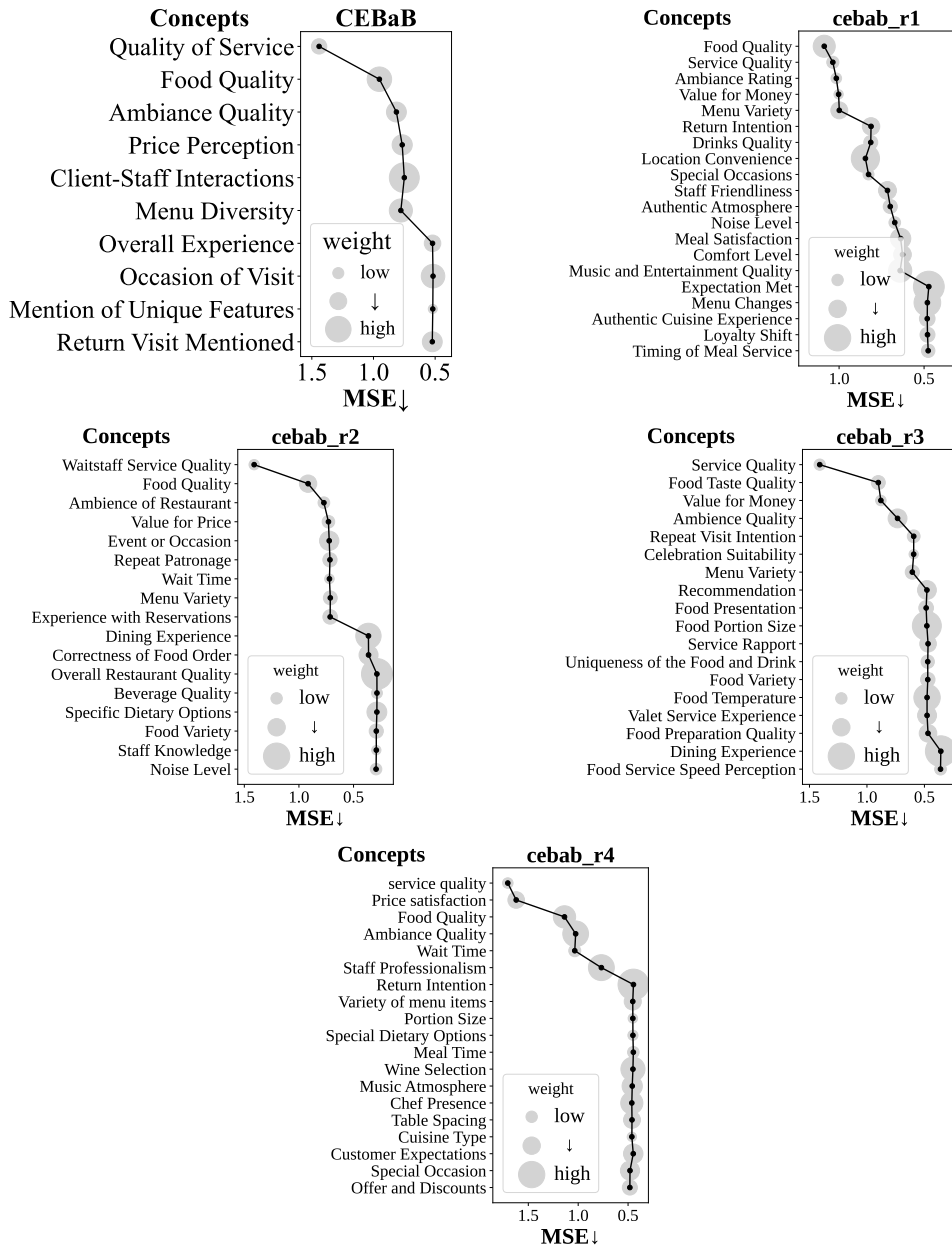 Concepts CEBaB
Quality of Service
Food Quality
Ambiance Quality
Price Perception
Client-Staff Interactions
Menu Diversity
Overall Experience
Occasion of Visit
Mention of Unique Features
Return Visit Mentioned
weight
low
↓
high
1.5 1.0 0.5
MSE↓
Concepts cebab_r1
Food Quality
Service Quality
Ambiance Rating
Value for Money
Menu Variety
Return Intention
Drinks Quality
Location Convenience
Special Occasions
Staff Friendliness
Authentic Atmosphere
Noise Level
Meal Satisfaction
Comfort Level
Music and Entertainment Quality
Expectation Met
Menu Changes
Authentic Cuisine Experience
Loyalty Shift
Timing of Meal Service
weight
low
↓
high
1.0 0.5
MSE↓
Concepts cebab_r2
Waitstaff Service Quality
Food Quality
Ambience of Restaurant
Value for Price
Event or Occasion
Repeat Patronage
Wait Time
Menu Variety
Experience with Reservations
Dining Experience
Correctness of Food Order
Overall Restaurant Quality
Beverage Quality
Specific Dietary Options
Food Variety
Staff Knowledge
Noise Level
weight
low
↓
high
1.5 1.0 0.5
MSE↓
Concepts cebab_r3
Service Quality
Food Taste Quality
Value for Money
Ambience Quality
Repeat Visit Intention
Celebration Suitability
Menu Variety
Recommendation
Food Presentation
Food Portion Size
Service Rapport
Uniqueness of the Food and Drink
Food Variety
Food Temperature
Valet Service Experience
Food Preparation Quality
Dining Experience
Food Service Speed Perception
weight
low
↓
high
1.5 1.0 0.5
MSE↓
Concepts cebab_r4
service quality
Price satisfaction
Food Quality
Ambiance Quality
Wait Time
Staff Professionalism
Return Intention
Variety of menu items
Portion Size
Special Dietary Options
Meal Time
Wine Selection
Music Atmosphere
Chef Presence
Table Spacing
Cuisine Type
Customer Expectations
Special Occasion
Offer and Discounts
weight
low
↓
high
1.5 1.0 0.5
MSE↓